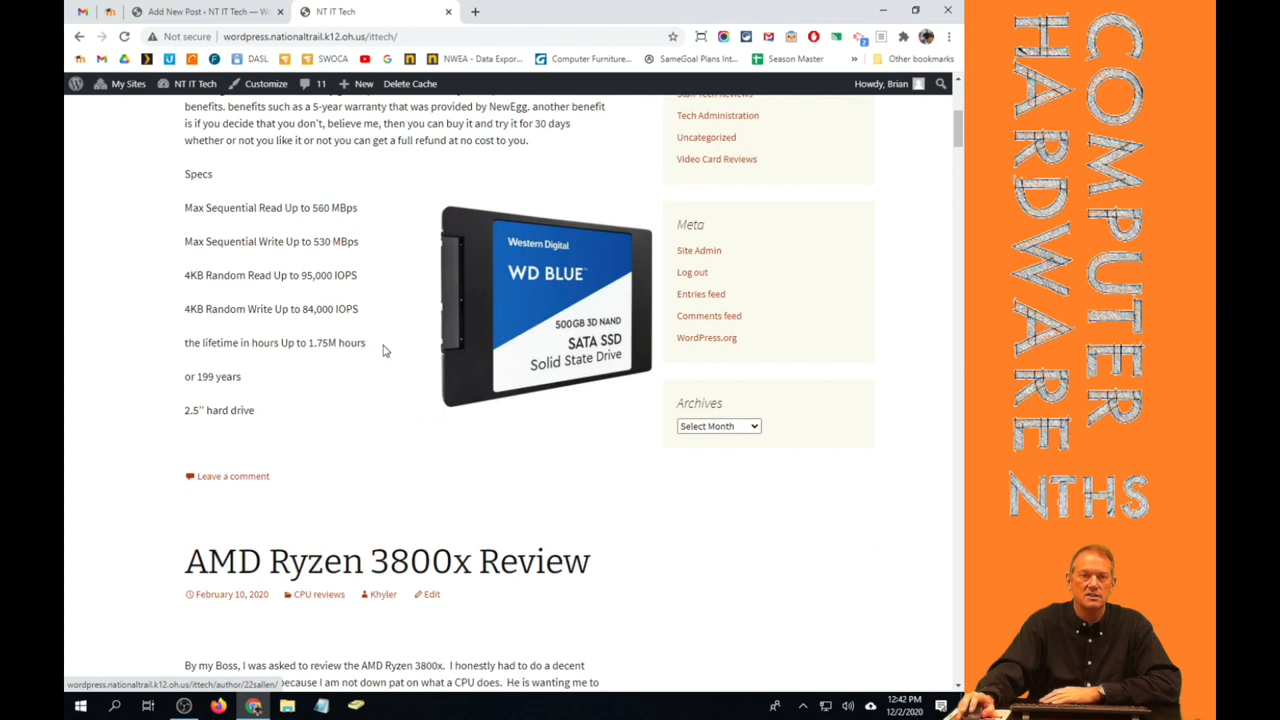 Add New Post ‹ NT IT Tech — W
NT IT Tech
Not secure
wordpress.nationaltrail.k12.oh.us/ittech/
DASL
SWOCA
NWEA - Data Expor...
Computer Furniture...
SameGoal Plans Int...
Season Master
Other bookmarks
My Sites
NT IT Tech
Customize
11
New
Delete Cache
Howdy, Brian
benefits. benefits such as a 5-year warranty that was provided by NewEgg. another benefit
is if you decide that you don't, believe me, then you can buy it and try it for 30 days
whether or not you like it or not you can get a full refund at no cost to you.
Specs
Max Sequential Read Up to 560 MBps
Max Sequential Write Up to 530 MBps
4KB Random Read Up to 95,000 IOPS
4KB Random Write Up to 84,000 IOPS
the lifetime in hours Up to 1.75M hours
or 199 years
2.5'' hard drive
Western Digital
WD BLUE™
500GB 3D NAND
SATA SSD
Solid State Drive
Leave a comment
AMD Ryzen 3800x Review
February 10, 2020
CPU reviews
Khyler
Edit
By my Boss, I was asked to review the AMD Ryzen 3800x. I honestly had to do a decent
because I am not down pat on what a CPU does. He is wanting me to
wordpress.nationaltrail.k12.oh.us/ittech/author/22sallen/
Tech Administration
Uncategorized
Video Card Reviews
Meta
Site Admin
Log out
Entries feed
Comments feed
WordPress.org
Archives
Select Month
12:42 PM
12/2/2020
COMPUTER
HARDWARE
NTHS